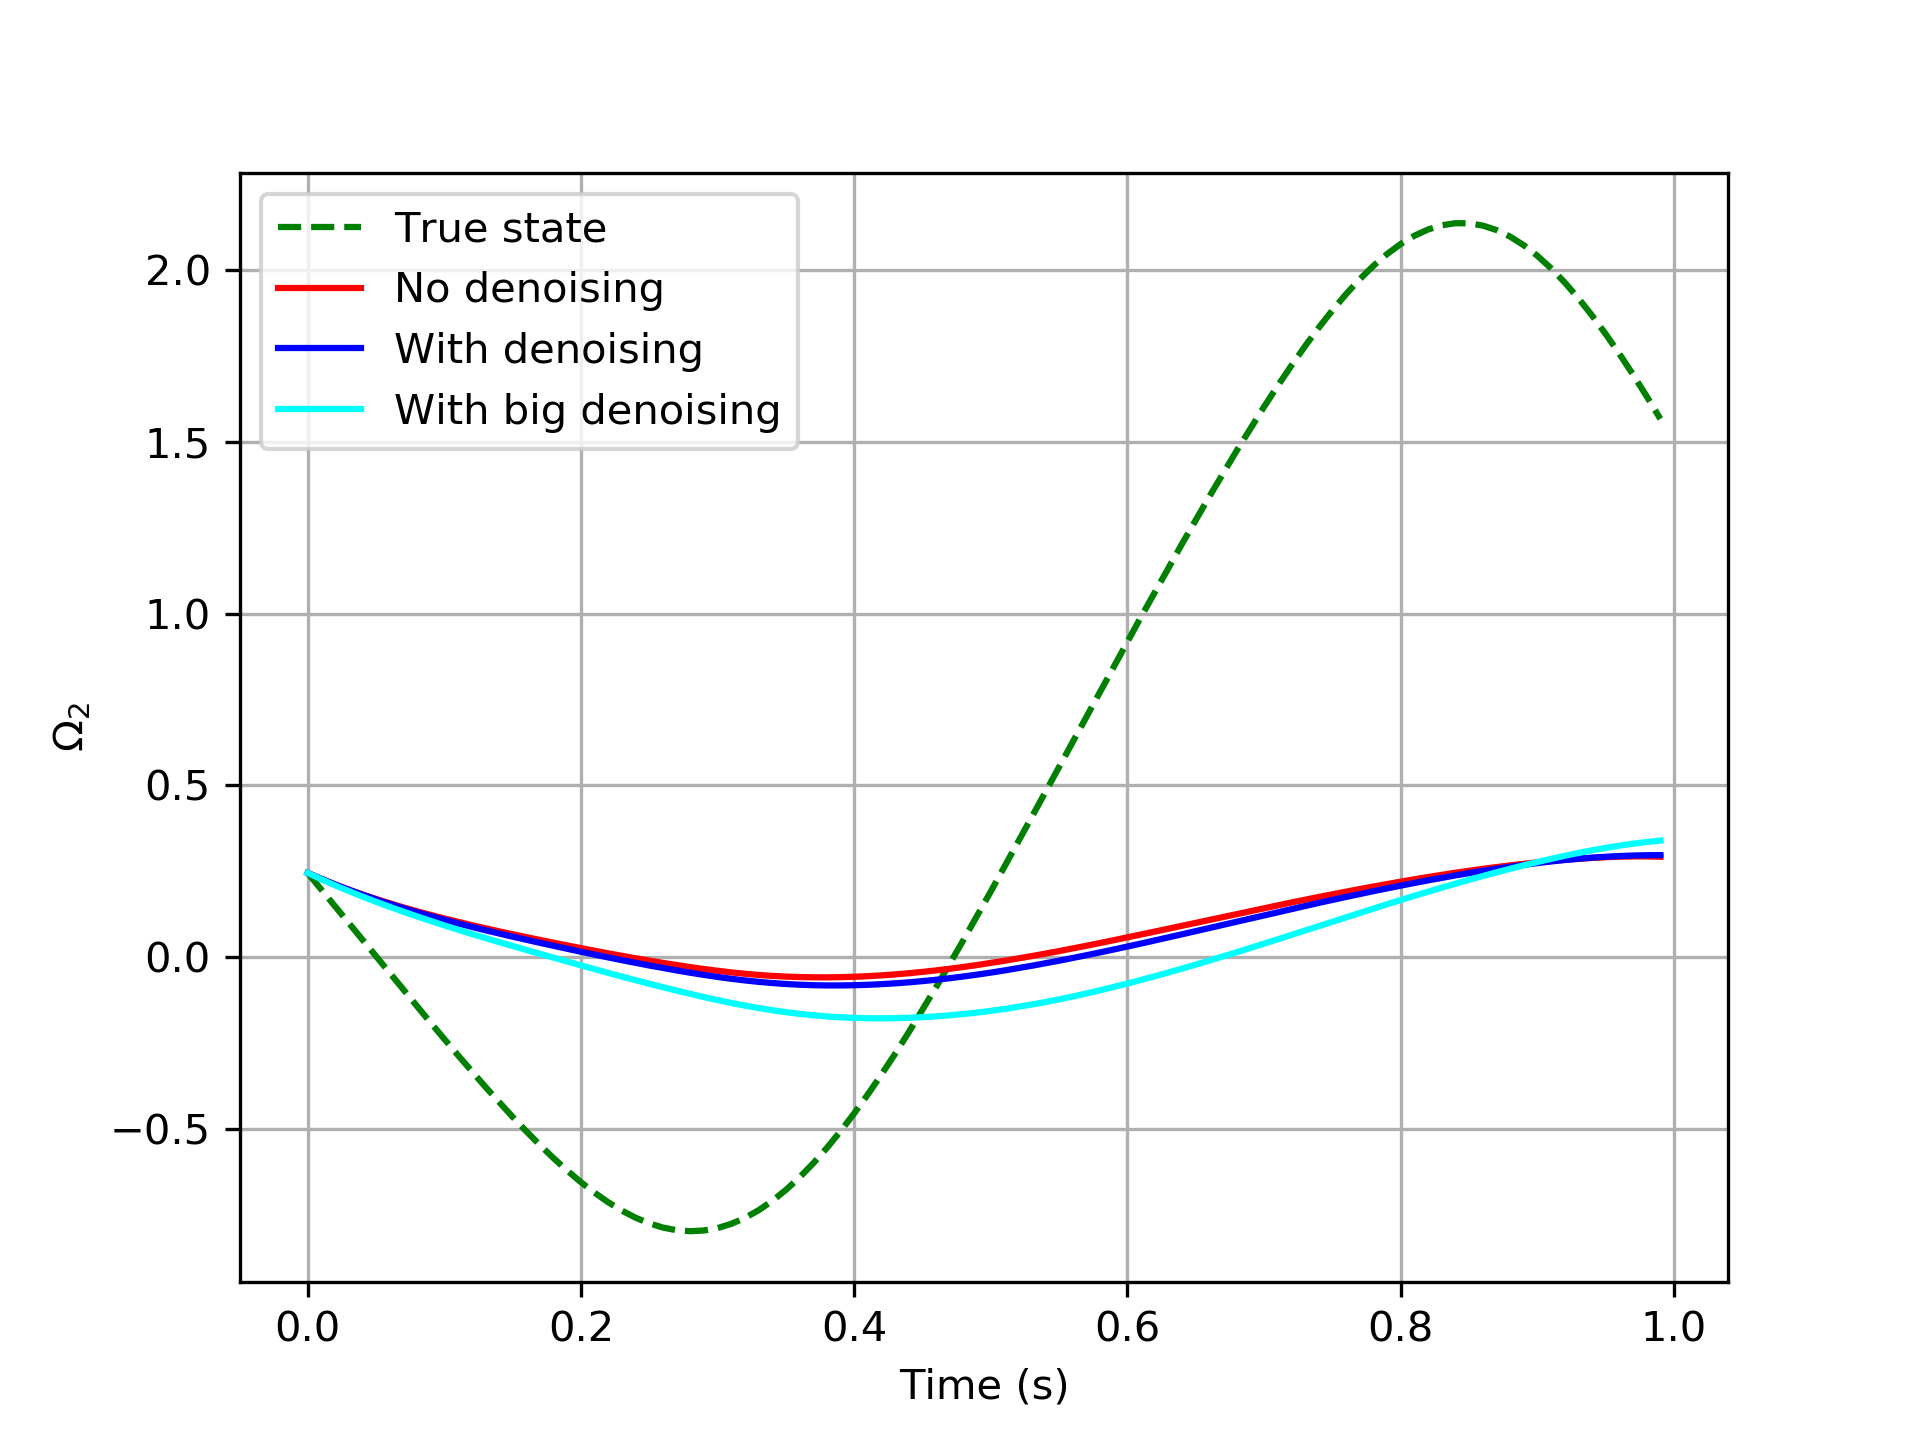 True state
No denoising
With denoising
With big denoising
2.0
1.5
1.0
0.5
0.0
−0.5
Ω₂
0.0 0.2 0.4 0.6 0.8 1.0
Time (s)